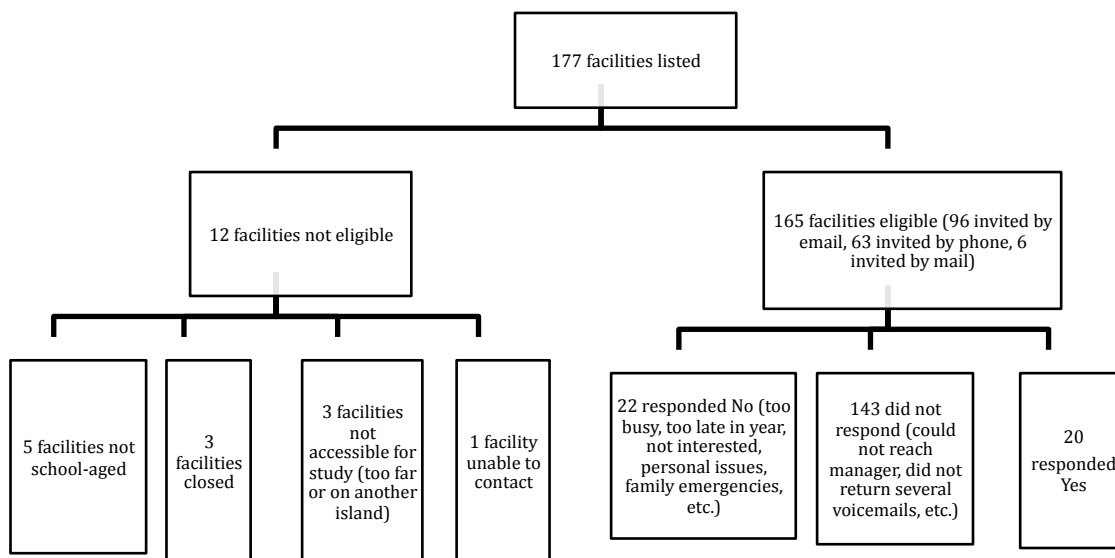 177 facilities listed
12 facilities not eligible
165 facilities eligible (96 invited by
email, 63 invited by phone, 6
invited by mail)
5 facilities not
school-aged
3
facilities
closed
3 facilities
not
accessible for
study (too far
or on another
island)
1 facility
unable to
contact
22 responded No (too
busy, too late in year,
not interested,
personal issues,
family emergencies,
etc.)
143 did not
respond (could
not reach
manager, did not
return several
voicemails, etc.)
20
responded
Yes